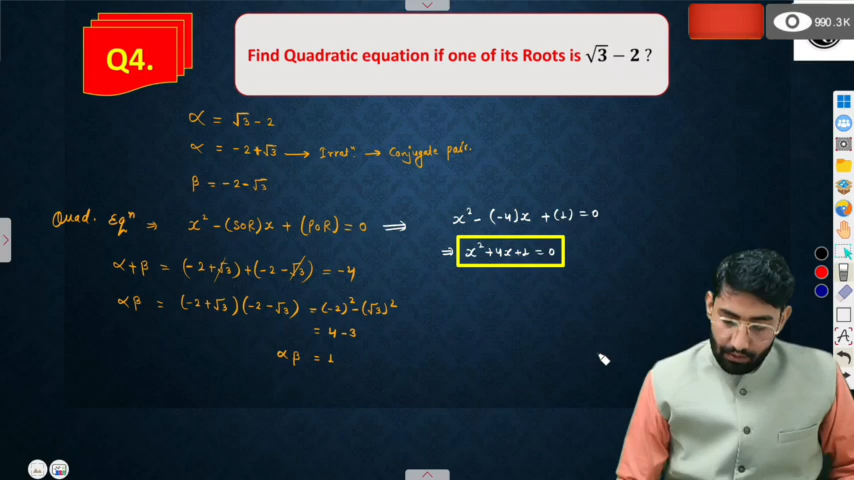 990.3K
Q4.
Find Quadratic equation if one of its Roots is √3 − 2 ?
α = √3 − 2
α = −2 + √3 → Irratⁿ. → Conjugate pair.
β = −2 − √3
Quad. Eqⁿ ⇒ x² − (SOR)x + (POR) = 0 ⟹ x² − (−4)x + (1) = 0
⇒ x² + 4x + 1 = 0
α + β = (−2 + √3) + (−2 − √3) = −4
αβ = (−2 + √3) (−2 − √3) = (−2)² − (√3)²
= 4 − 3
αβ = 1